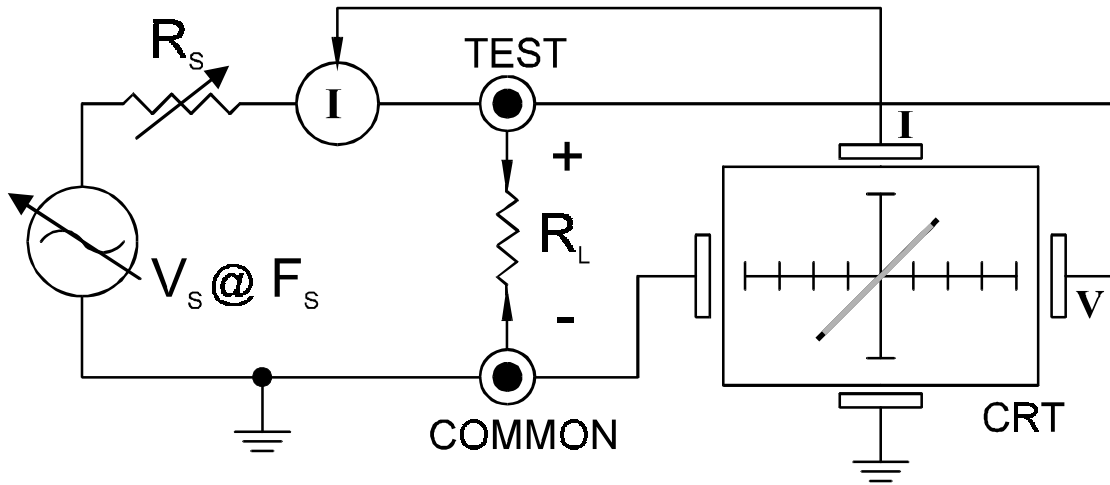 R_S
I
TEST
I
+
R_L
V_S @ F_S
-
V
COMMON
CRT